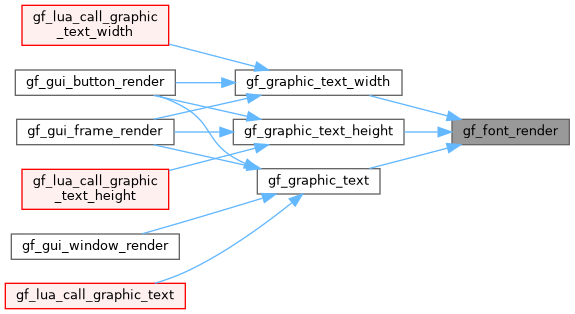 gf_lua_call_graphic
_text_width
gf_gui_button_render
gf_graphic_text_width
gf_gui_frame_render
gf_graphic_text_height
gf_font_render
gf_lua_call_graphic
_text_height
gf_graphic_text
gf_gui_window_render
gf_lua_call_graphic_text